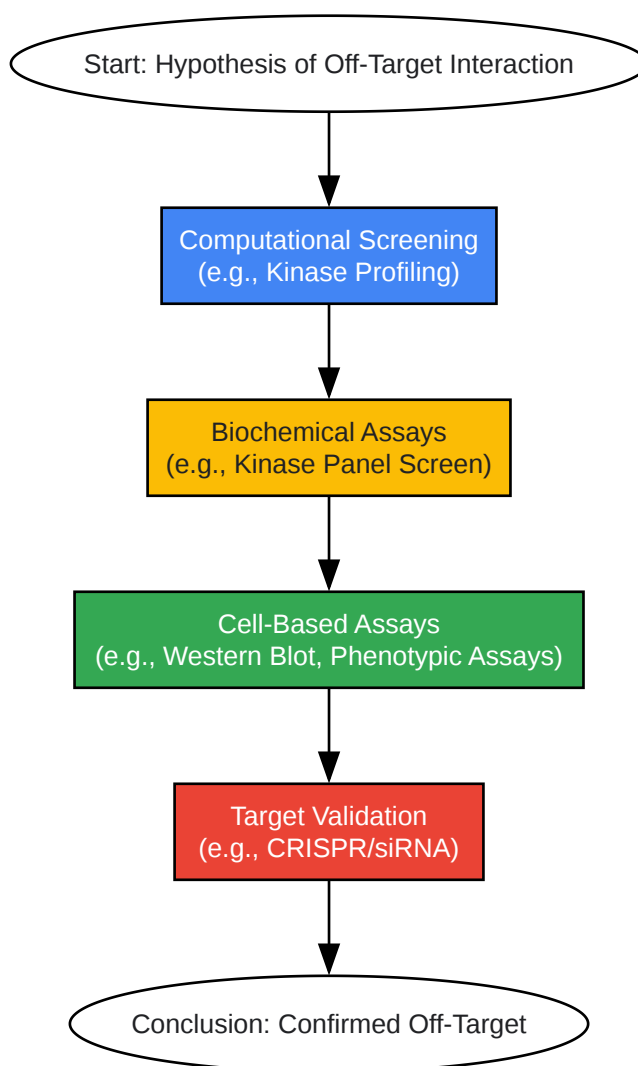 Start: Hypothesis of Off-Target Interaction
Computational Screening
(e.g., Kinase Profiling)
Biochemical Assays
(e.g., Kinase Panel Screen)
Cell-Based Assays
(e.g., Western Blot, Phenotypic Assays)
Target Validation
(e.g., CRISPR/siRNA)
Conclusion: Confirmed Off-Target